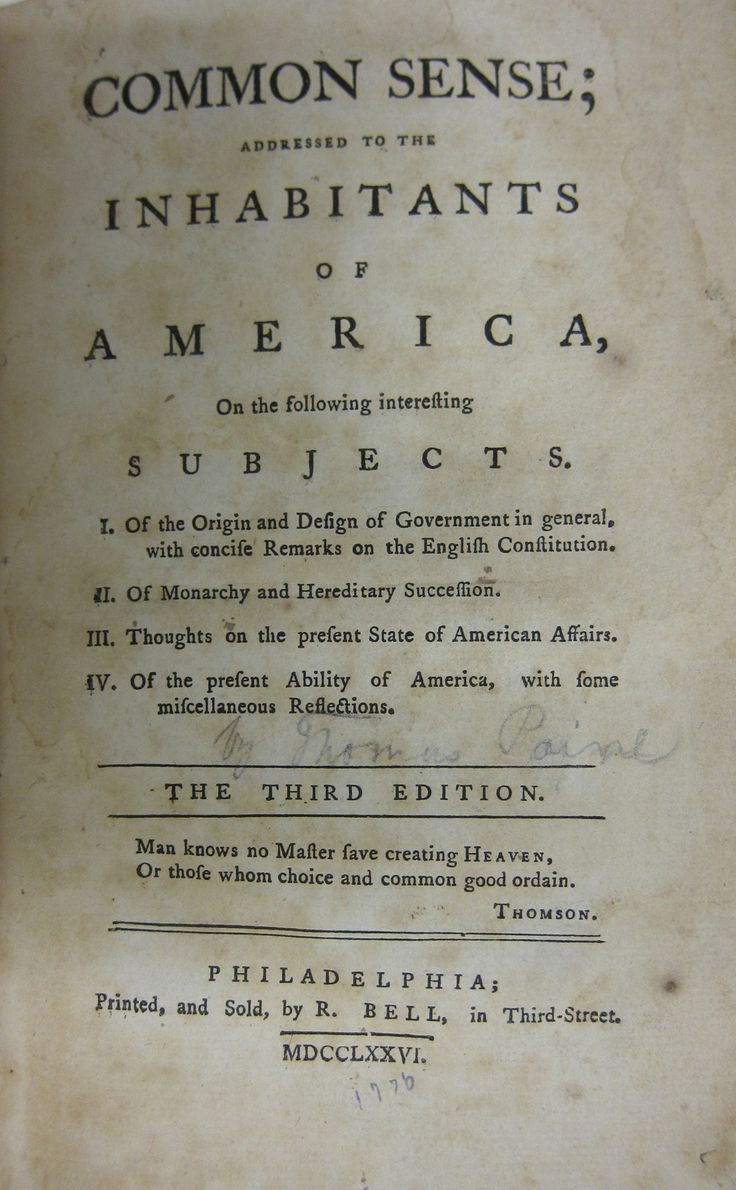 COMMON SENSE;
ADDRESSED TO THE
INHABITANTS
OF
AMERICA,
On the following intereſting
SUBJECTS.
I. Of the Origin and Deſign of Government in general,
with conciſe Remarks on the Engliſh Conſtitution.
II. Of Monarchy and Hereditary Succeſſion.
III. Thoughts on the preſent State of American Affairs.
IV. Of the preſent Ability of America, with ſome
miſcellaneous Reflections.
by Thomas Paine
THE THIRD EDITION.
Man knows no Maſter ſave creating HEAVEN,
Or thoſe whom choice and common good ordain.
THOMSON.
PHILADELPHIA;
Printed, and Sold, by R. BELL, in Third-Street.
MDCCLXXVI.
1776